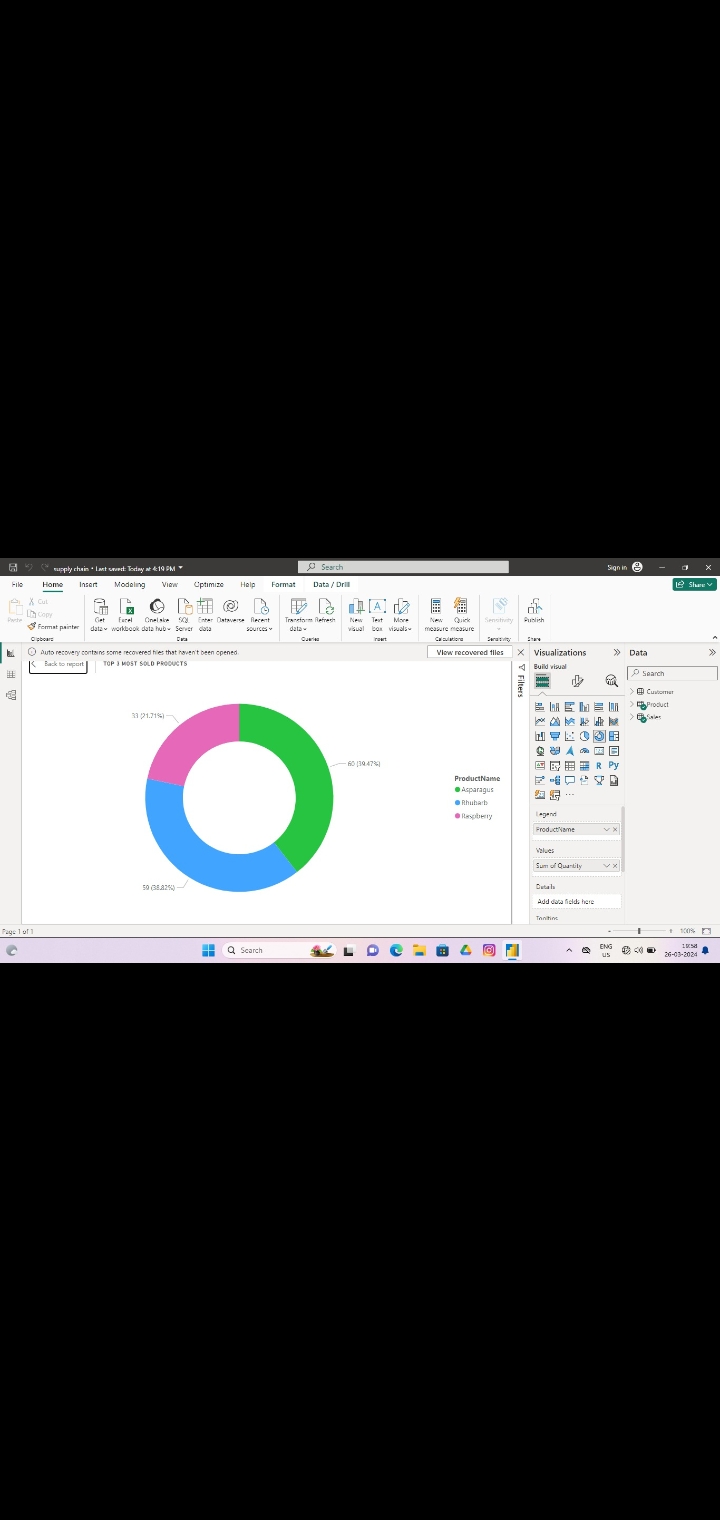 supply chain • Last saved: Today at 4:19 PM
Search
Sign in
File Home Insert Modeling View Optimize Help Format Data / Drill
Share
Paste
Cut
Copy
Format painter
Clipboard
Get data
Excel workbook
OneLake data hub
SQL Server
Enter data
Dataverse
Recent sources
Data
Transform data
Refresh
Queries
New visual
Text box
More visuals
Insert
New measure
Quick measure
Calculations
Sensitivity
Sensitivity
Publish
Share
Auto recovery contains some recovered files that haven't been opened.
View recovered files
Back to report
TOP 3 MOST SOLD PRODUCTS
33 (21.71%)
60 (39.47%)
59 (38.82%)
ProductName
Asparagus
Rhubarb
Raspberry
Filters
Visualizations
Build visual
R Py
Legend
ProductName
Values
Sum of Quantity
Details
Add data fields here
Tooltips
Data
Search
Customer
Product
Sales
Page 1 of 1
100%
Search
ENG
US
26-03-2024